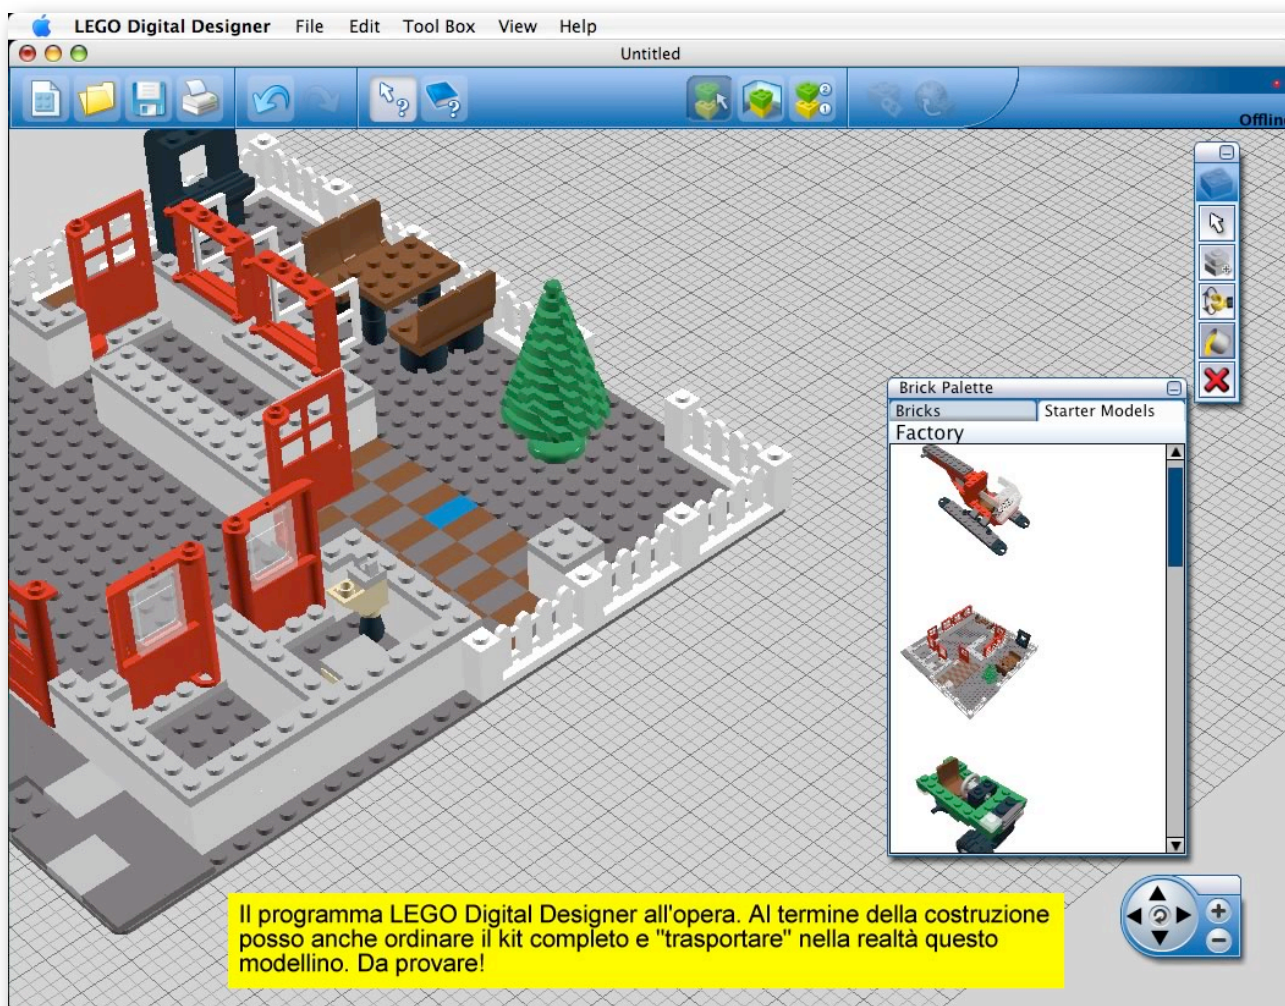 LEGO Digital Designer File Edit Tool Box View Help
Untitled
Brick Palette
Bricks Starter Models
Factory
Il programma LEGO Digital Designer all'opera. Al termine della costruzione
posso anche ordinare il kit completo e "trasportare" nella realtà questo
modellino. Da provare!